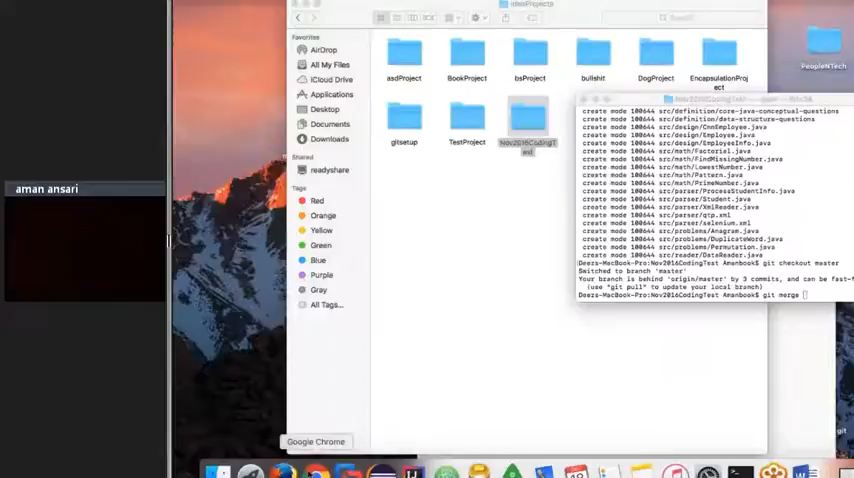 ideaProjects
Search
Favorites
AirDrop
All My Files
iCloud Drive
Applications
Desktop
Documents
Downloads
Shared
readyshare
Tags
Red
Orange
Yellow
Green
Blue
Purple
Gray
All Tags...
asdProject
BookProject
bsProject
bullshit
DogProject
EncapsulationProj
ect
gitsetup
TestProject
Nov2016CodingT
est
PeopleNTech
create mode 100644 src/definition/core-java-conceptual-questions
create mode 100644 src/definition/data-structure-questions
create mode 100644 src/design/CnnEmployee.java
create mode 100644 src/design/Employee.java
create mode 100644 src/design/EmployeeInfo.java
create mode 100644 src/math/Factorial.java
create mode 100644 src/math/FindMissingNumber.java
create mode 100644 src/math/LowestNumber.java
create mode 100644 src/math/Pattern.java
create mode 100644 src/math/PrimeNumber.java
create mode 100644 src/parser/ProcessStudentInfo.java
create mode 100644 src/parser/Student.java
create mode 100644 src/parser/XmlReader.java
create mode 100644 src/parser/qtp.xml
create mode 100644 src/parser/selenium.xml
create mode 100644 src/problems/Anagram.java
create mode 100644 src/problems/DuplicateWord.java
create mode 100644 src/problems/Permutation.java
create mode 100644 src/reader/DataReader.java
Deers-MacBook-Pro:Nov2016CodingTest Amanbook$ git checkout master
Switched to branch 'master'
Your branch is behind 'origin/master' by 3 commits, and can be fast-f
(use "git pull" to update your local branch)
Deers-MacBook-Pro:Nov2016CodingTest Amanbook$ git merge
aman ansari
Google Chrome
git